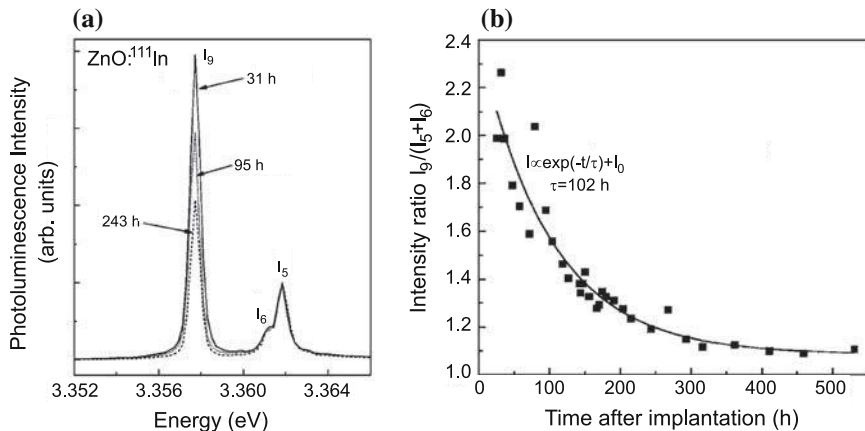 (a)
ZnO:¹¹¹In
I₉
31 h
95 h
243 h
I₆
I₅
Photoluminescence Intensity
(arb. units)
3.352 3.356 3.360 3.364
Energy (eV)
(b)
2.4
2.2
2.0
1.8
1.6
1.4
1.2
1.0
Intensity ratio I₉/(I₅+I₆)
I∝exp(-t/τ)+I₀
τ=102 h
0 100 200 300 400 500
Time after implantation (h)